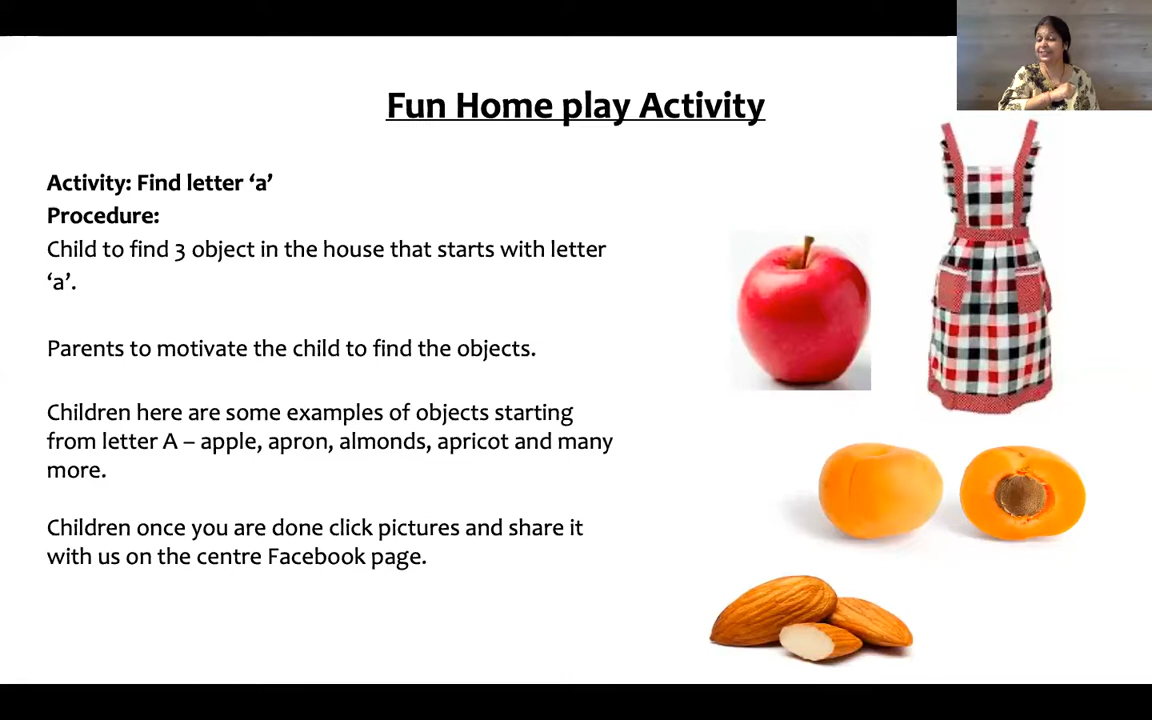 Fun Home play Activity
Activity: Find letter ‘a’
Procedure:
Child to find 3 object in the house that starts with letter
‘a’.
Parents to motivate the child to find the objects.
Children here are some examples of objects starting
from letter A – apple, apron, almonds, apricot and many
more.
Children once you are done click pictures and share it
with us on the centre Facebook page.